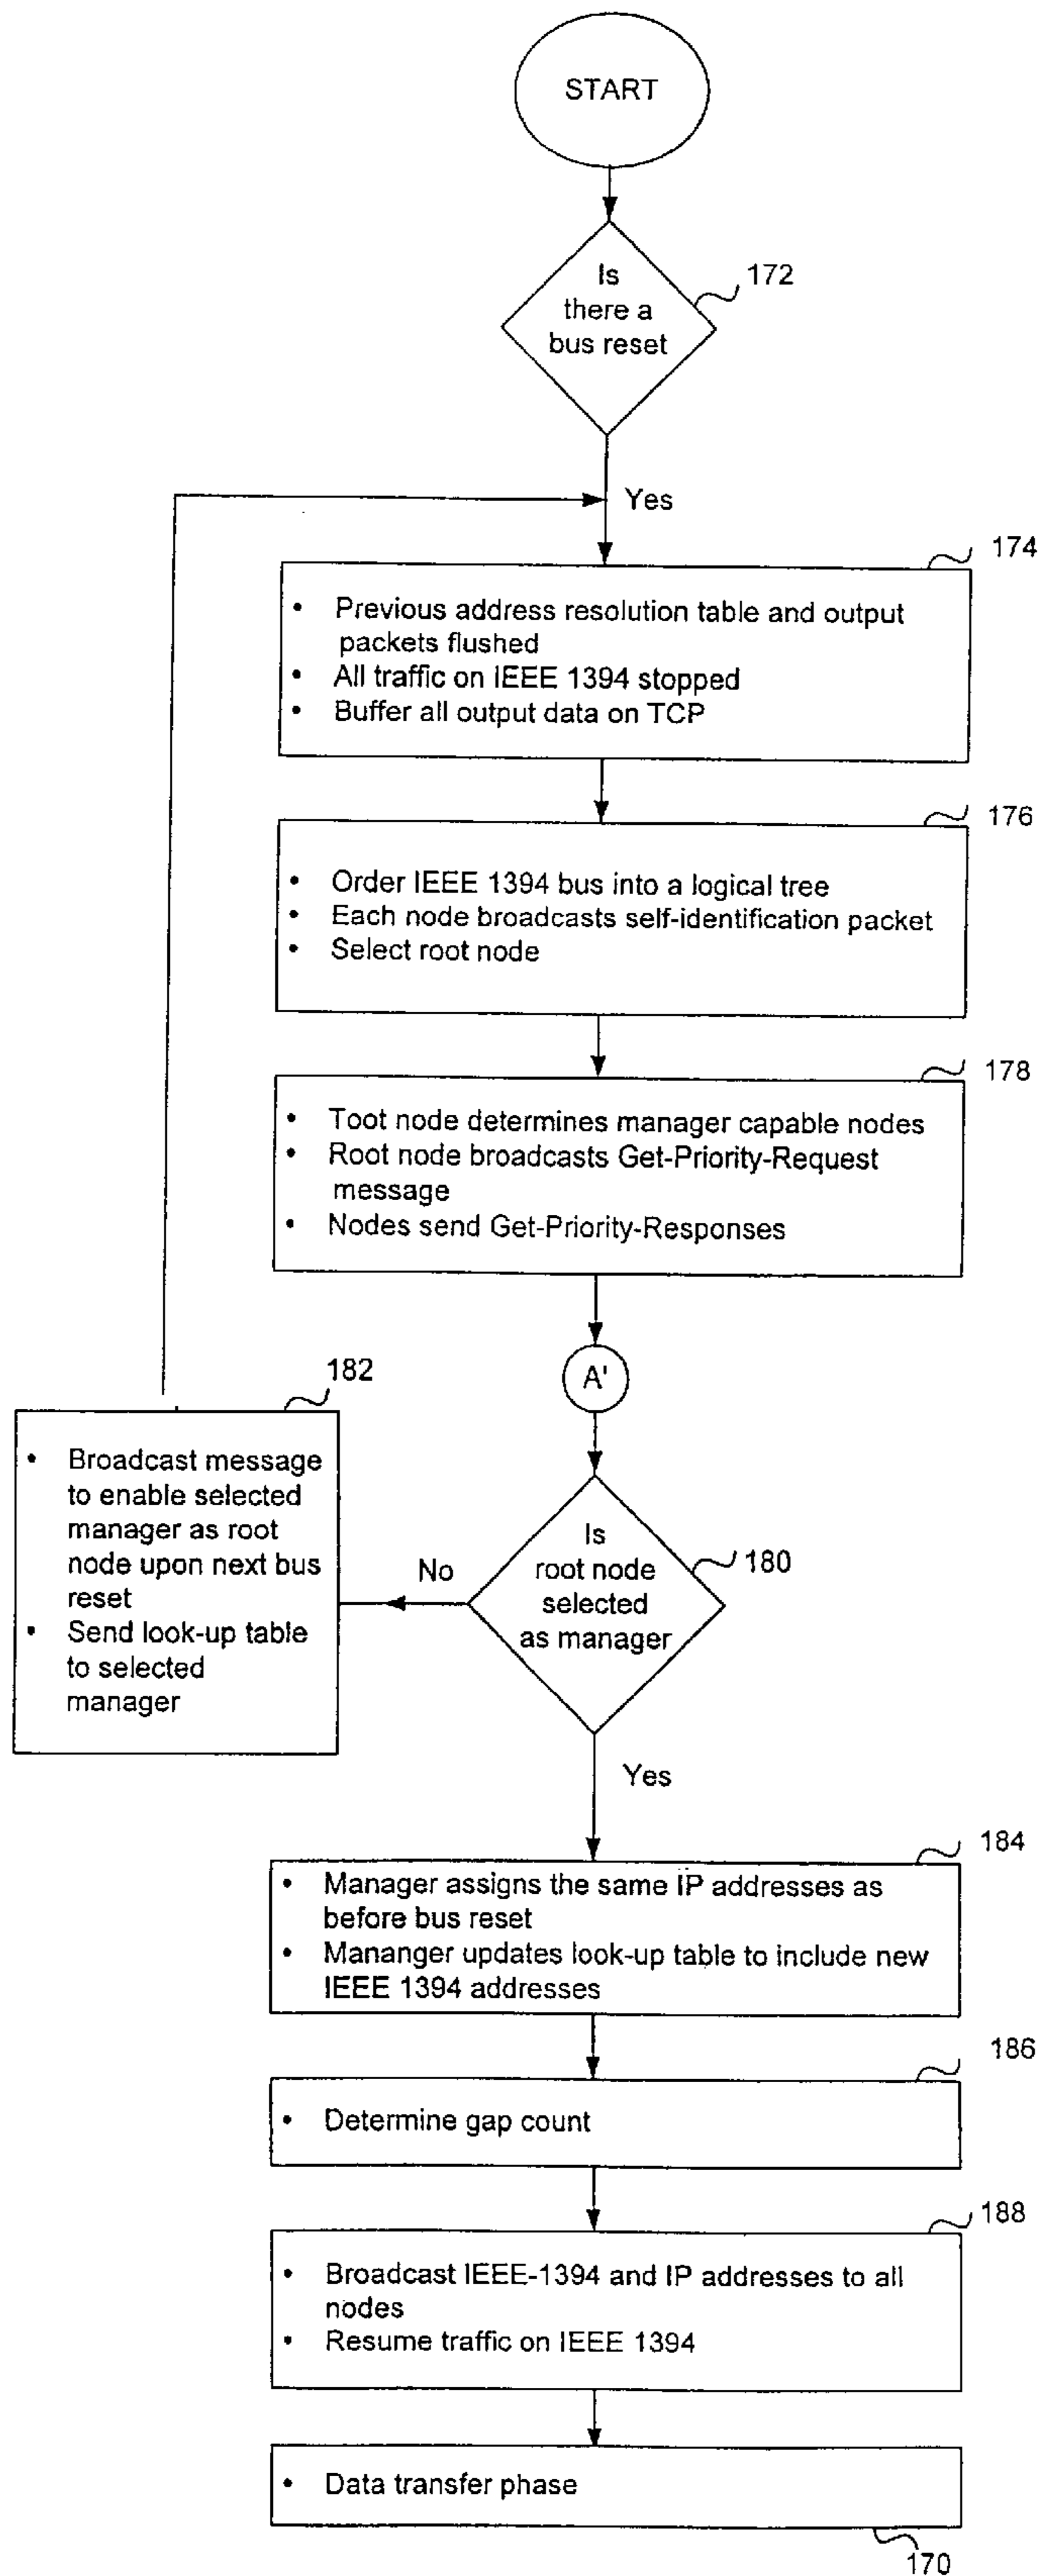 START
Is
there a
bus reset
172
Yes
174
• Previous address resolution table and output
packets flushed
• All traffic on IEEE 1394 stopped
• Buffer all output data on TCP
176
• Order IEEE 1394 bus into a logical tree
• Each node broadcasts self-identification packet
• Select root node
178
• Toot node determines manager capable nodes
• Root node broadcasts Get-Priority-Request
message
• Nodes send Get-Priority-Responses
A'
182
• Broadcast message
to enable selected
manager as root
node upon next bus
reset
• Send look-up table
to selected
manager
No
Is
root node
selected
as manager
180
Yes
184
• Manager assigns the same IP addresses as
before bus reset
• Mananger updates look-up table to include new
IEEE 1394 addresses
186
• Determine gap count
188
• Broadcast IEEE-1394 and IP addresses to all
nodes
• Resume traffic on IEEE 1394
• Data transfer phase
170